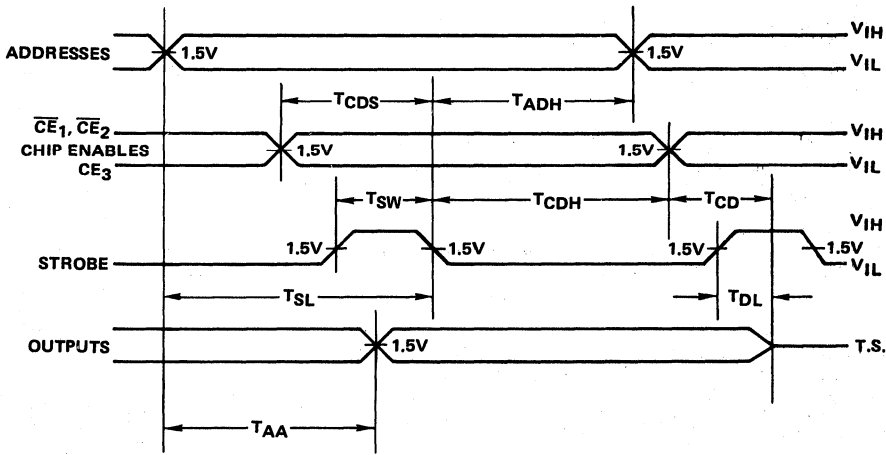 ADDRESSES 1.5V 1.5V VIH
VIL
TCDS TADH
CE1, CE2 VIH
CHIP ENABLES 1.5V 1.5V
CE3 VIL
TSW TCDH TCD
VIH
1.5V 1.5V 1.5V 1.5V
STROBE VIL
TSL TDL
OUTPUTS 1.5V T.S.
TAA